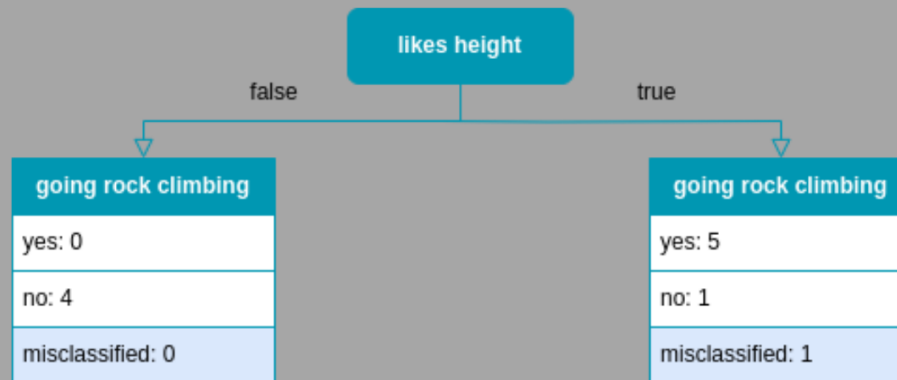 likes height
false
true
going rock climbing
yes: 0
no: 4
misclassified: 0
going rock climbing
yes: 5
no: 1
misclassified: 1